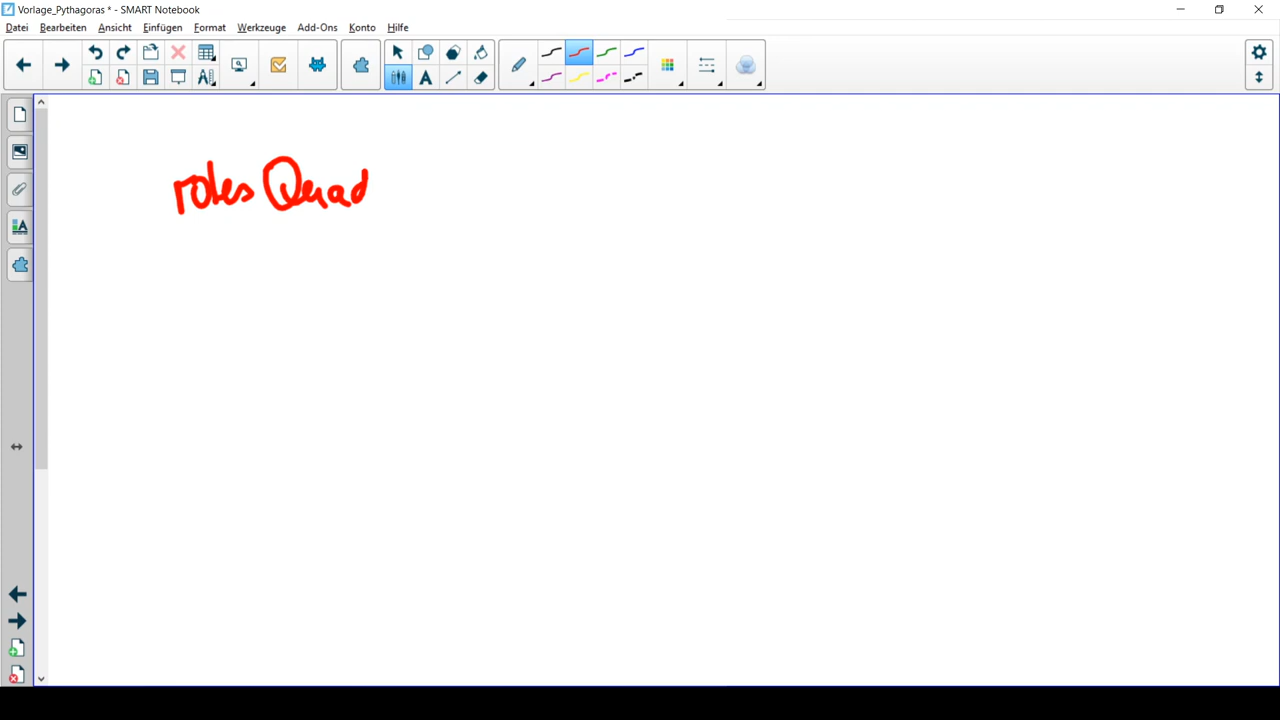 Vorlage_Pythagoras * - SMART Notebook
Datei Bearbeiten Ansicht Einfügen Format Werkzeuge Add-Ons Konto Hilfe
rotes Quad